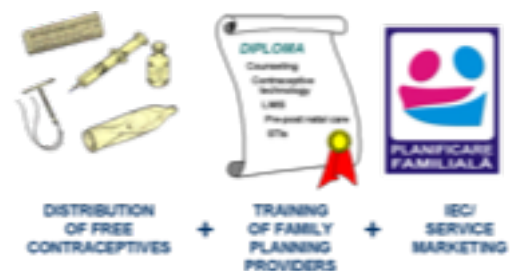 DIPLOMA
Counseling
Contraceptive
technology
LMIS
Pre-post natal care
STIs
PLANIFICARE
FAMILIALĂ
DISTRIBUTION
OF FREE
CONTRACEPTIVES
+
TRAINING
OF FAMILY
PLANNING
PROVIDERS
+
IEC/
SERVICE
MARKETING